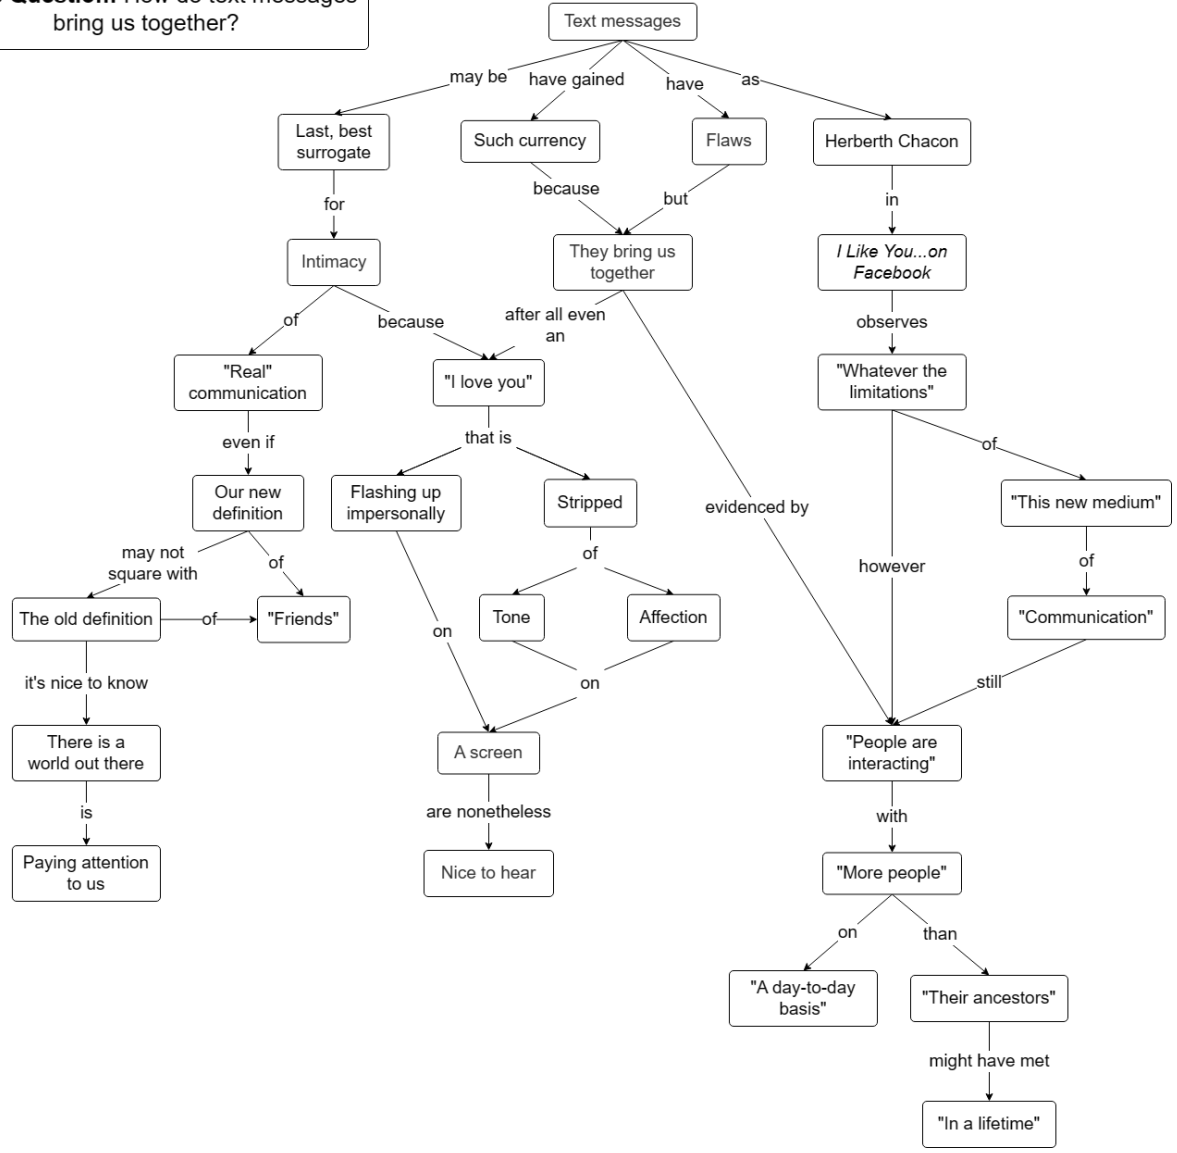 Question: How do text messages
bring us together?
Text messages
may be
have gained
have
as
Last, best
surrogate
Such currency
Flaws
Herberth Chacon
for
because
but
in
Intimacy
They bring us
together
I Like You...on
Facebook
of
because
after all even
an
observes
"Real"
communication
"I love you"
"Whatever the
limitations"
even if
that is
of
Our new
definition
Flashing up
impersonally
Stripped
evidenced by
"This new medium"
may not
square with
of
of
however
of
The old definition
of
"Friends"
Tone
Affection
"Communication"
it's nice to know
on
on
still
There is a
world out there
A screen
"People are
interacting"
is
are nonetheless
with
Paying attention
to us
Nice to hear
"More people"
on
than
"A day-to-day
basis"
"Their ancestors"
might have met
"In a lifetime"